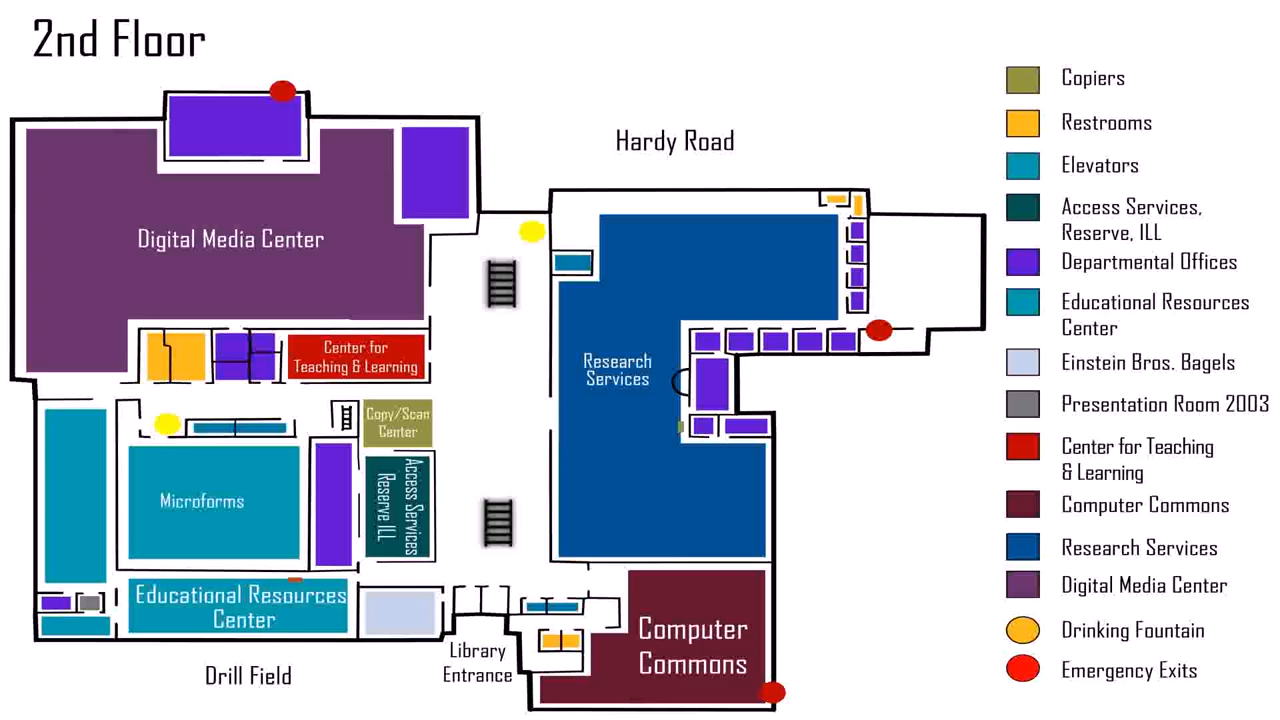 2nd Floor
Hardy Road
Digital Media Center
Center for
Teaching & Learning
Research
Services
Copy/Scan
Center
Access Services
Reserve ILL
Microforms
Educational Resources
Center
Computer
Commons
Library
Entrance
Drill Field
Copiers
Restrooms
Elevators
Access Services,
Reserve, ILL
Departmental Offices
Educational Resources
Center
Einstein Bros. Bagels
Presentation Room 2003
Center for Teaching
& Learning
Computer Commons
Research Services
Digital Media Center
Drinking Fountain
Emergency Exits